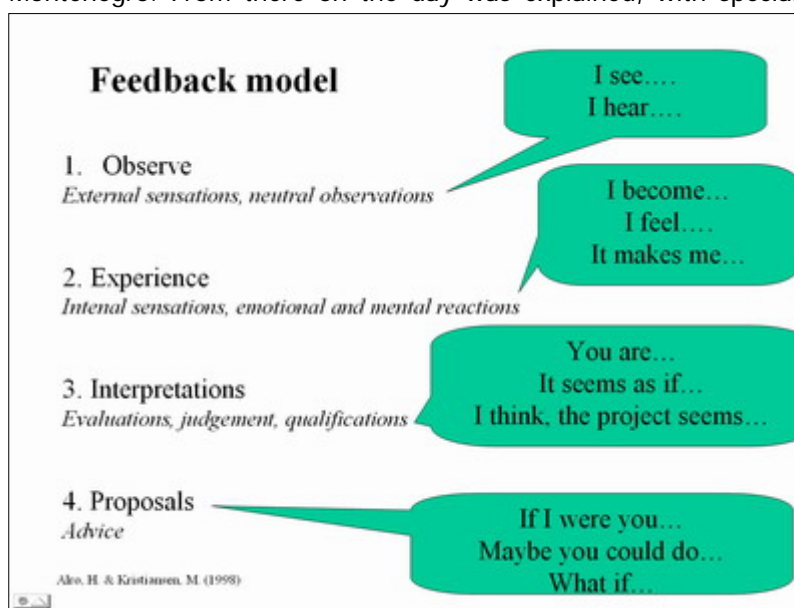 Montenegro. From there on the day was explained, with special
Feedback model
I see….
I hear….
1. Observe
External sensations, neutral observations
I become…
I feel….
It makes me…
2. Experience
Intenal sensations, emotional and mental reactions
You are…
It seems as if…
I think, the project seems…
3. Interpretations
Evaluations, judgement, qualifications
4. Proposals
Advice
If I were you…
Maybe you could do…
What if…
Alro, H. & Kristiansen, M. (1998)